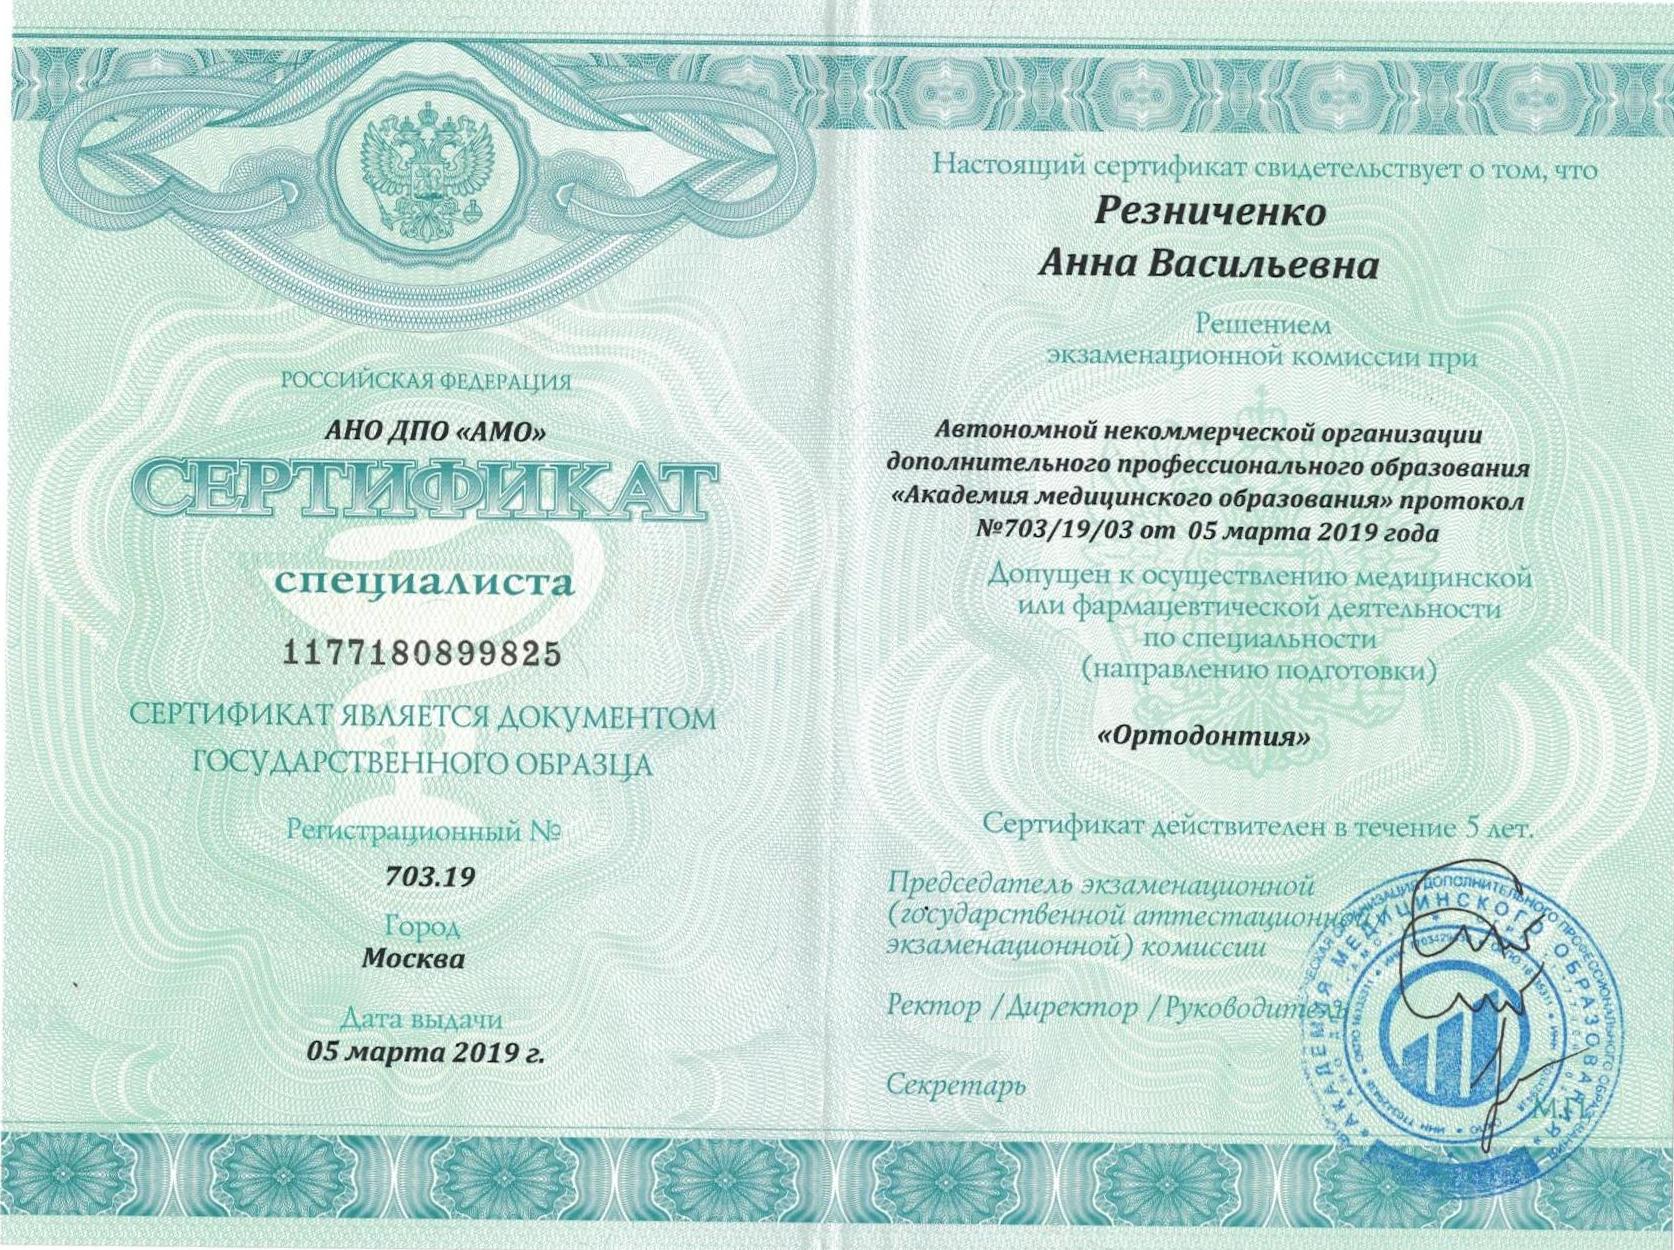 РОССИЙСКАЯ ФЕДЕРАЦИЯ
АНО ДПО «АМО»
СЕРТИФИКАТ
специалиста
1177180899825
СЕРТИФИКАТ ЯВЛЯЕТСЯ ДОКУМЕНТОМ
ГОСУДАРСТВЕННОГО ОБРАЗЦА
Регистрационный №
703.19
Город
Москва
Дата выдачи
05 марта 2019 г.
Настоящий сертификат свидетельствует о том, что
Резниченко
Анна Васильевна
Решением
экзаменационной комиссии при
Автономной некоммерческой организации
дополнительного профессионального образования
«Академия медицинского образования» протокол
№703/19/03 от 05 марта 2019 года
Допущен к осуществлению медицинской
или фармацевтической деятельности
по специальности
(направлению подготовки)
«Ортодонтия»
Сертификат действителен в течение 5 лет.
Председатель экзаменационной
(государственной аттестационной
экзаменационной) комиссии
Ректор /Директор /Руководитель
Секретарь
М.П.
«АКАДЕМИЯ МЕДИЦИНСКОГО ОБРАЗОВАНИЯ»